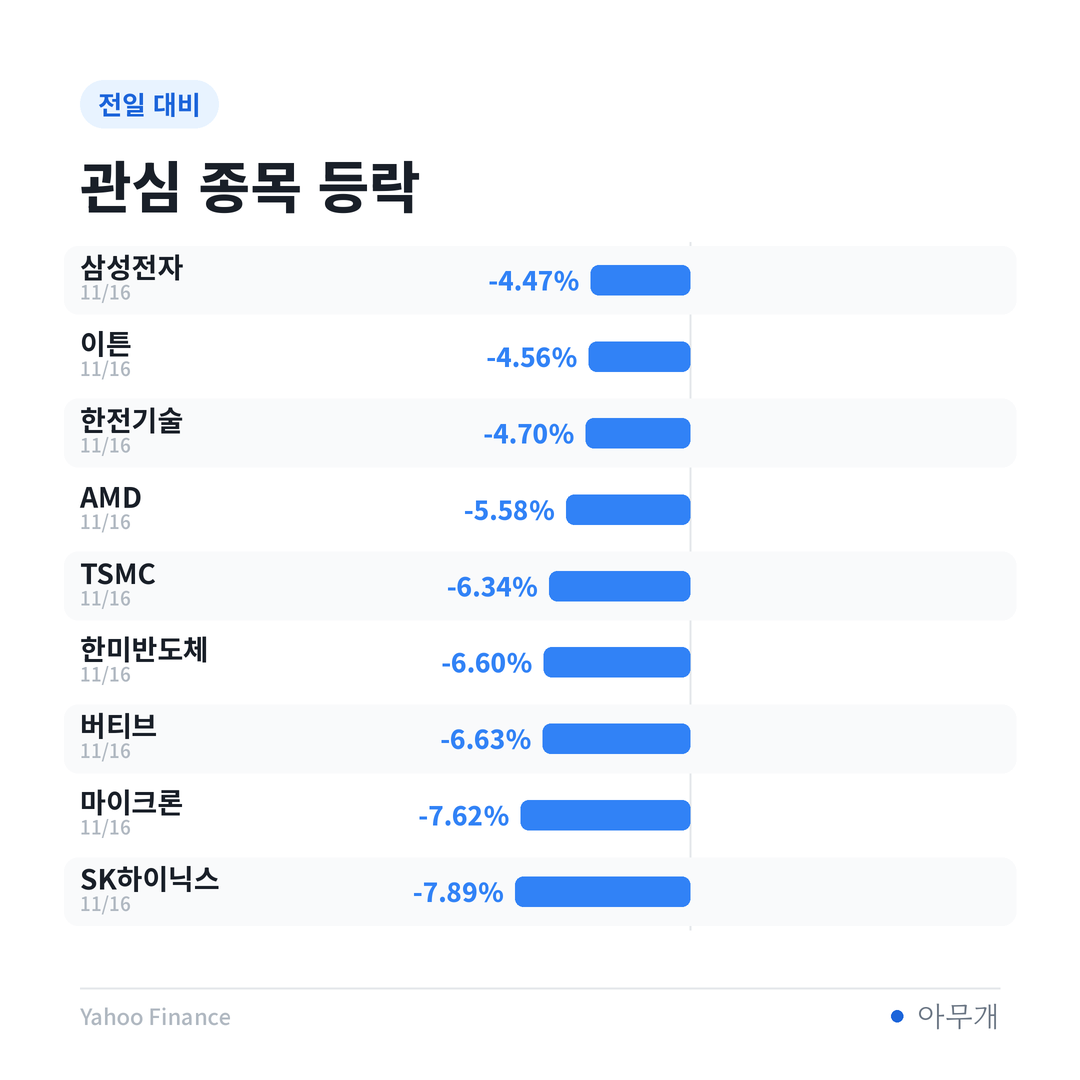 전일 대비
관심 종목 등락
삼성전자
11/16
-4.47%
이튼
11/16
-4.56%
한전기술
11/16
-4.70%
AMD
11/16
-5.58%
TSMC
11/16
-6.34%
한미반도체
11/16
-6.60%
버티브
11/16
-6.63%
마이크론
11/16
-7.62%
SK하이닉스
11/16
-7.89%
Yahoo Finance
아무개